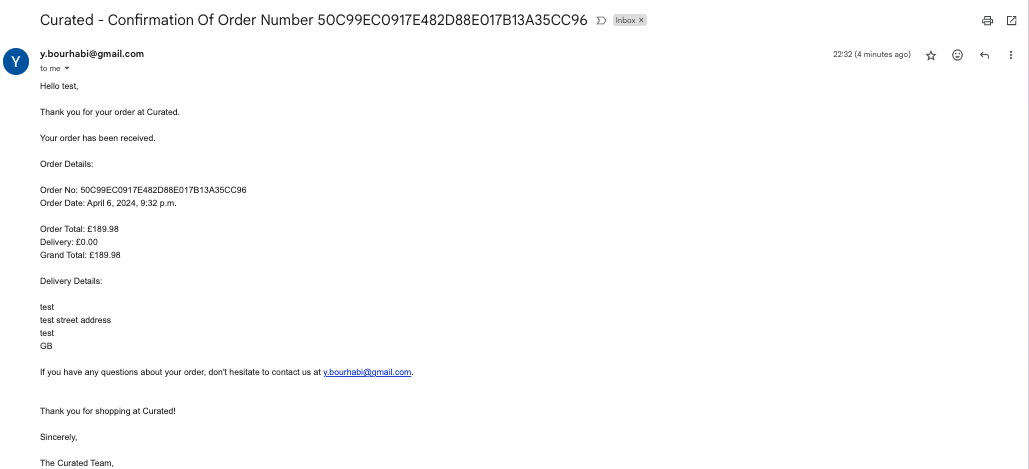 Curated - Confirmation Of Order Number 50C99EC0917E482D88E017B13A35CC96 Inbox ×
Y
y.bourhabi@gmail.com 22:32 (4 minutes ago)
to me
Hello test,
Thank you for your order at Curated.
Your order has been received.
Order Details:
Order No: 50C99EC0917E482D88E017B13A35CC96
Order Date: April 6, 2024, 9:32 p.m.
Order Total: £189.98
Delivery: £0.00
Grand Total: £189.98
Delivery Details:
test
test street address
test
GB
If you have any questions about your order, don't hesitate to contact us at y.bourhabi@gmail.com.
Thank you for shopping at Curated!
Sincerely,
The Curated Team,